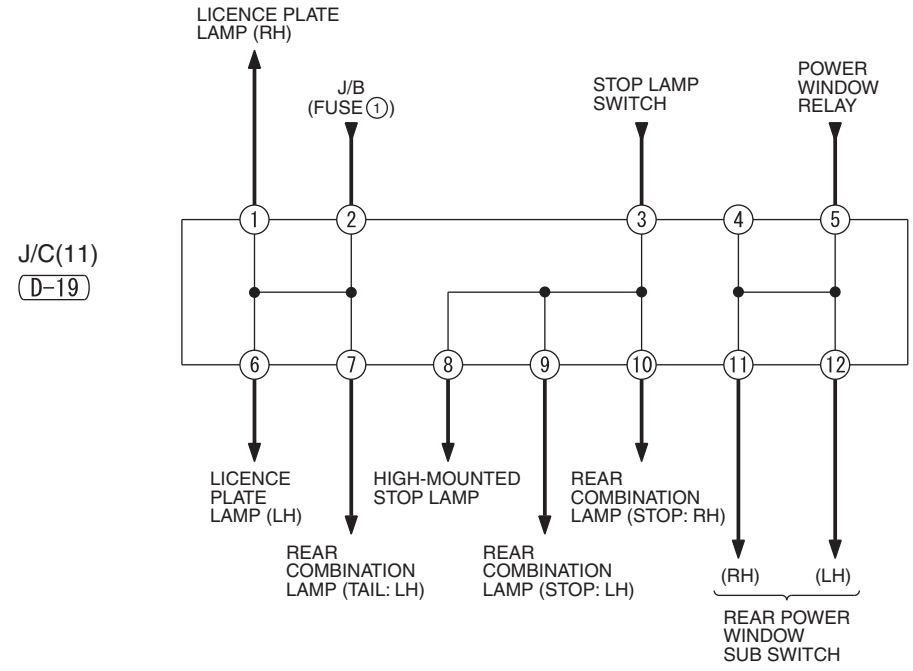 LICENCE PLATE
LAMP (RH)
J/B
(FUSE①)
STOP LAMP
SWITCH
POWER
WINDOW
RELAY
1 2 3 4 5
J/C(11)
D-19
6 7 8 9 10 11 12
LICENCE
PLATE
LAMP (LH)
HIGH-MOUNTED
STOP LAMP
REAR
COMBINATION
LAMP (STOP: RH)
REAR
COMBINATION
LAMP (TAIL: LH)
REAR
COMBINATION
LAMP (STOP: LH)
(RH) (LH)
REAR POWER
WINDOW
SUB SWITCH